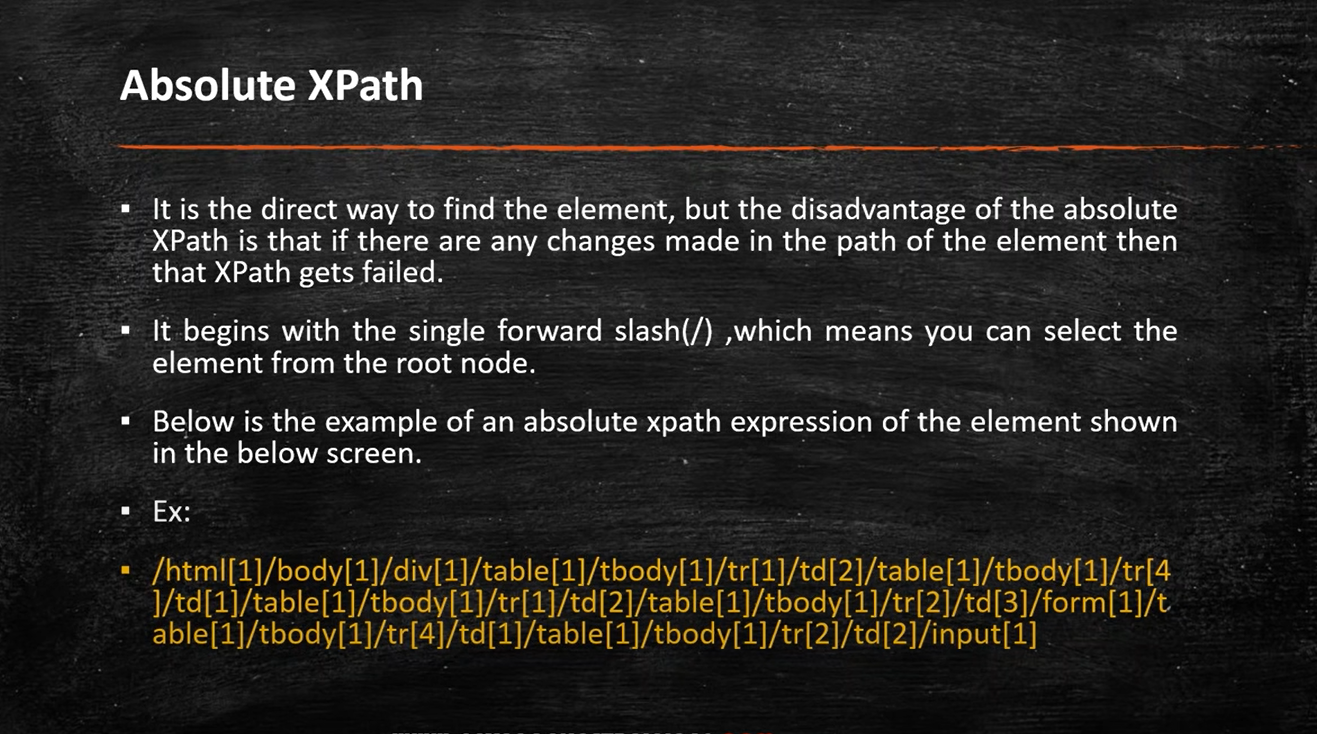 Absolute XPath
▪ It is the direct way to find the element, but the disadvantage of the absolute
XPath is that if there are any changes made in the path of the element then
that XPath gets failed.
▪ It begins with the single forward slash(/) ,which means you can select the
element from the root node.
▪ Below is the example of an absolute xpath expression of the element shown
in the below screen.
▪ Ex:
▪ /html[1]/body[1]/div[1]/table[1]/tbody[1]/tr[1]/td[2]/table[1]/tbody[1]/tr[4
]/td[1]/table[1]/tbody[1]/tr[1]/td[2]/table[1]/tbody[1]/tr[2]/td[3]/form[1]/t
able[1]/tbody[1]/tr[4]/td[1]/table[1]/tbody[1]/tr[2]/td[2]/input[1]